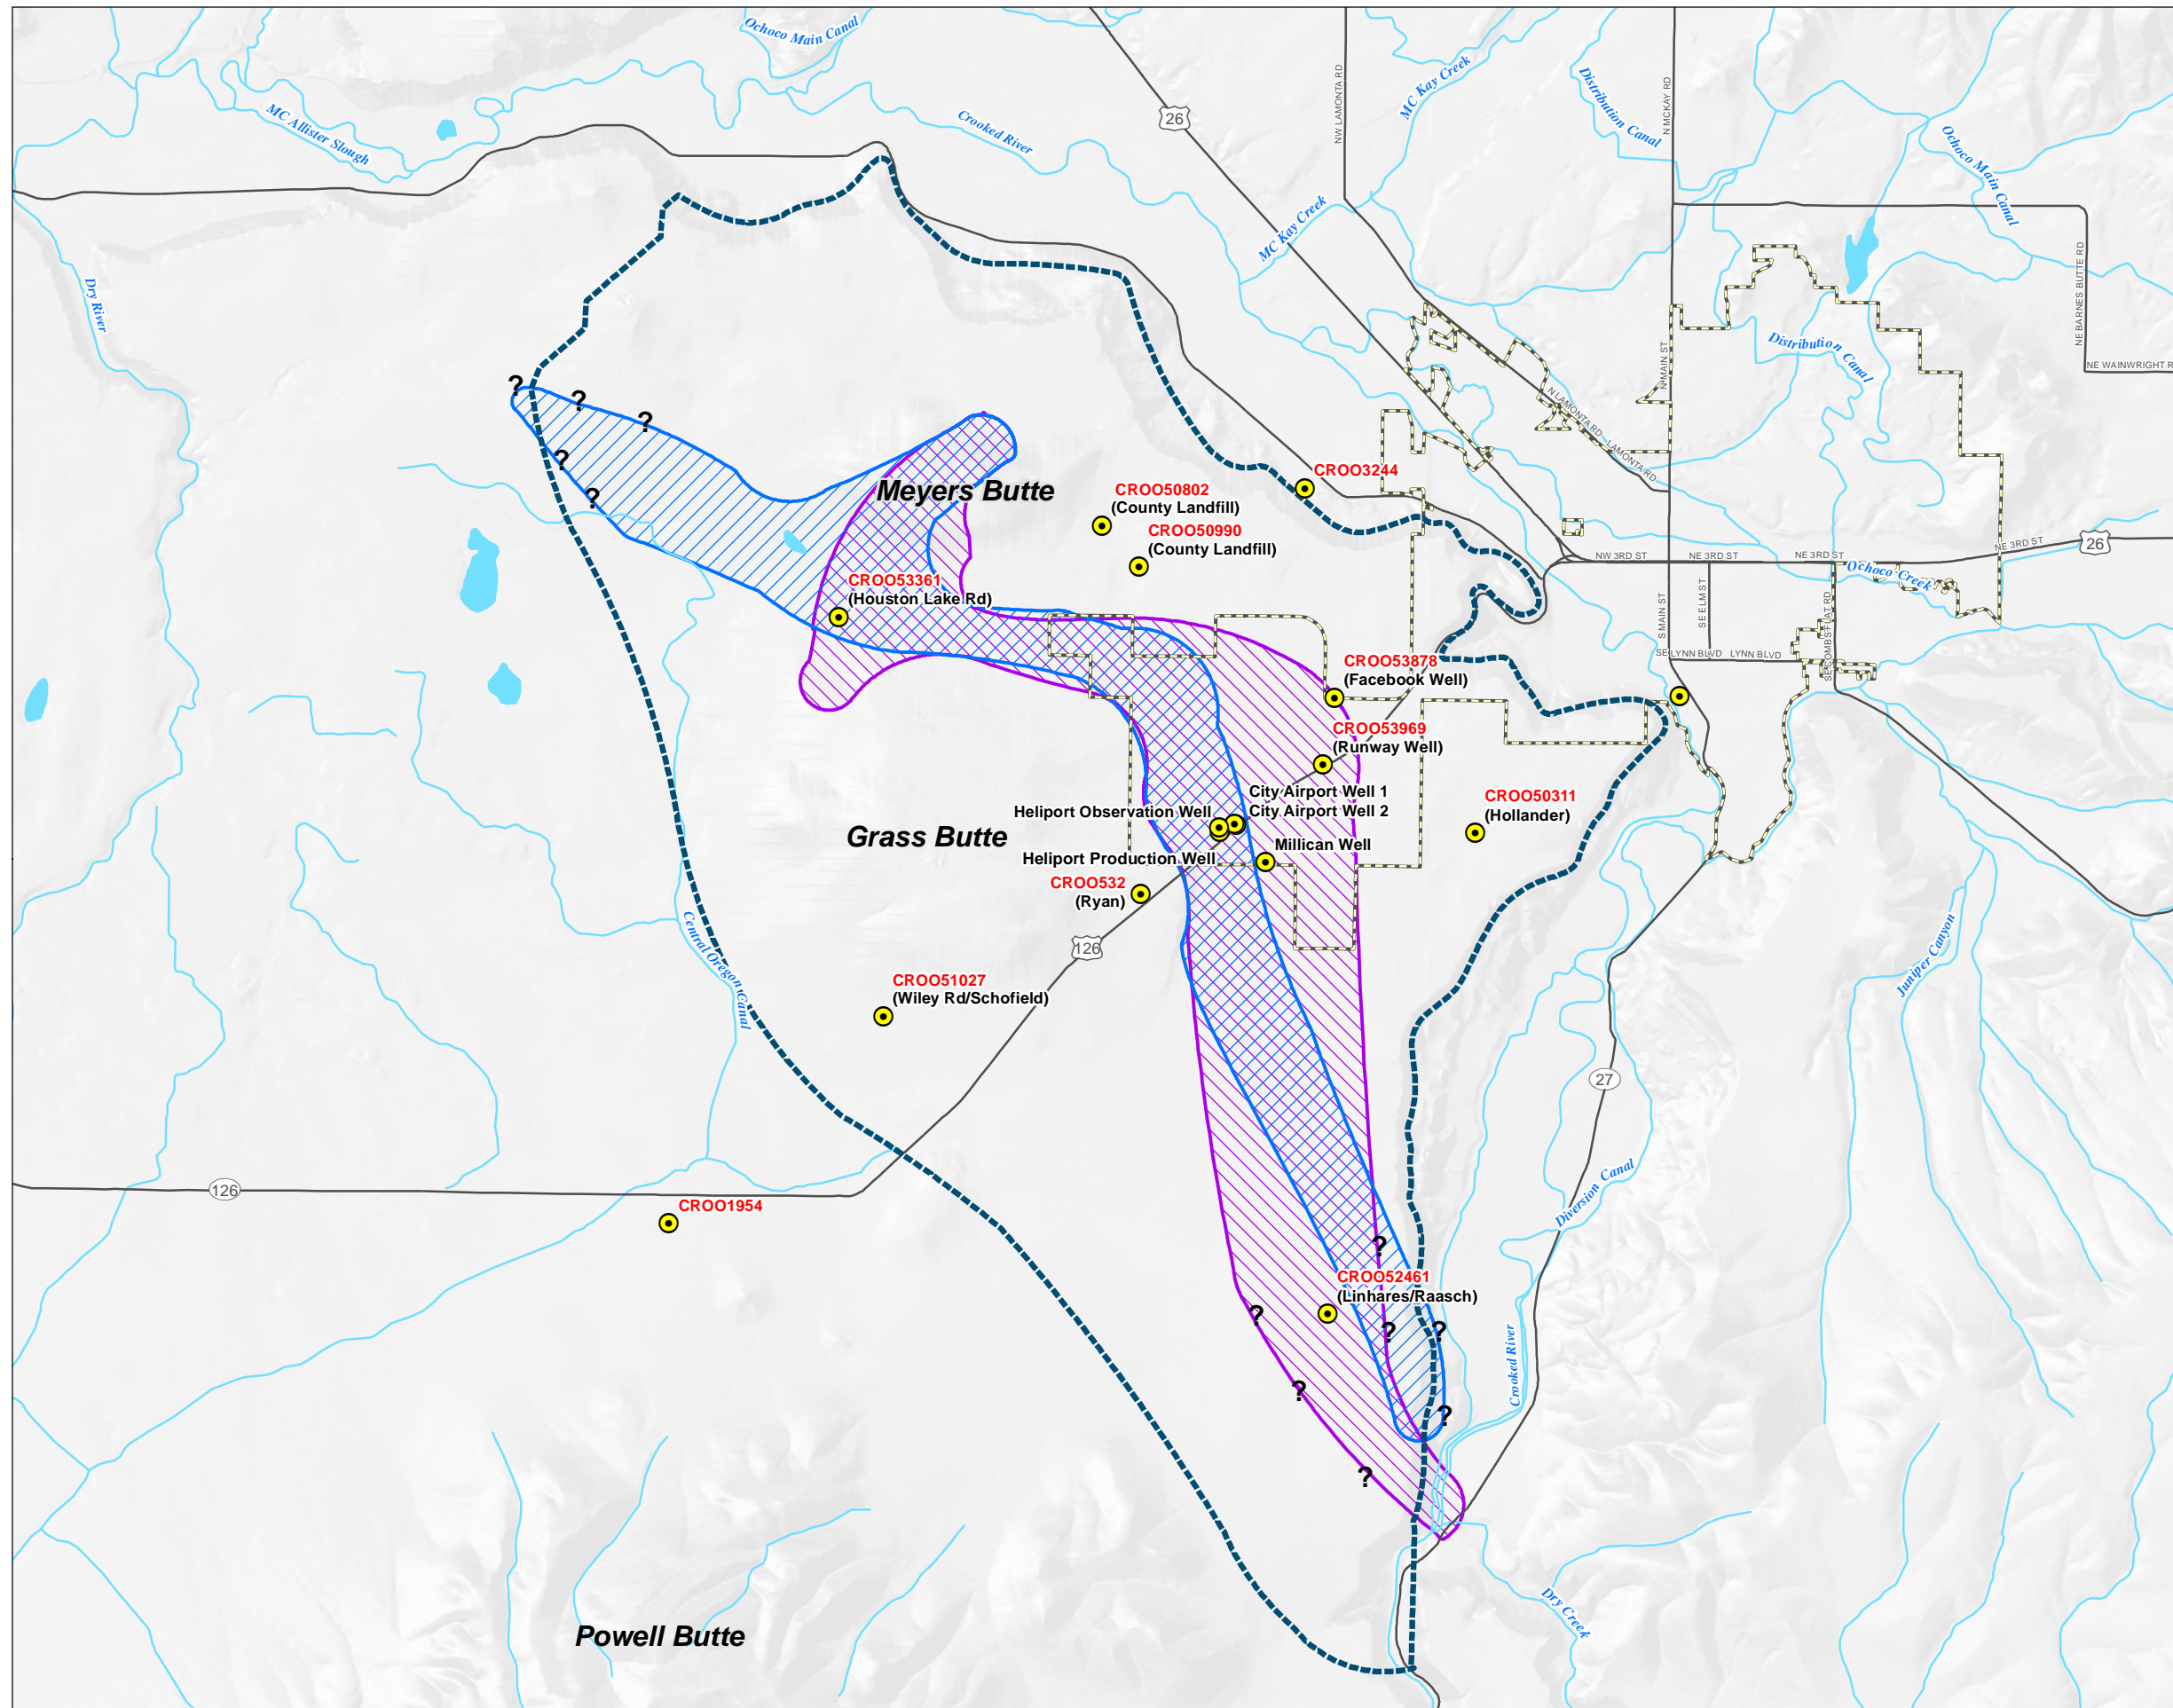 Ochoco Main Canal
MC Allister Slough
Crooked River
26
NW LAMONTA RD
MC Kay Creek
Distribution Canal
N MCKAY RD
Ochoco Main Canal
MC Kay Creek
Dry River
NE BARNES BUTTE RD
Distribution Canal
NE WAINWRIGHT R
N MAIN ST
N LAMONTA RD
LAMONTA RD
?
?
?
?
?
Meyers Butte
CROO3244
CROO50802
(County Landfill)
CROO50990
(County Landfill)
NW 3RD ST
NE 3RD ST
NE 3RD ST
NE 3RD ST
26
Ochoco Creek
CROO53361
(Houston Lake Rd)
S MAIN ST
SE ELM ST
SE COMBS FLAT RD
SE LYNN BLVD
LYNN BLVD
CROO53878
(Facebook Well)
CROO53969
(Runway Well)
City Airport Well 1
City Airport Well 2
Heliport Observation Well
CROO50311
(Hollander)
Grass Butte
Millican Well
Heliport Production Well
CROO532
(Ryan)
126
Central Oregon Canal
Juniper Canyon
CROO51027
(Wiley Rd/Schofield)
27
126
CROO1954
Diversion Canal
?
CROO52461
(Linhares/Raasch)
?
?
?
Crooked River
?
?
?
Dry Creek
Powell Butte